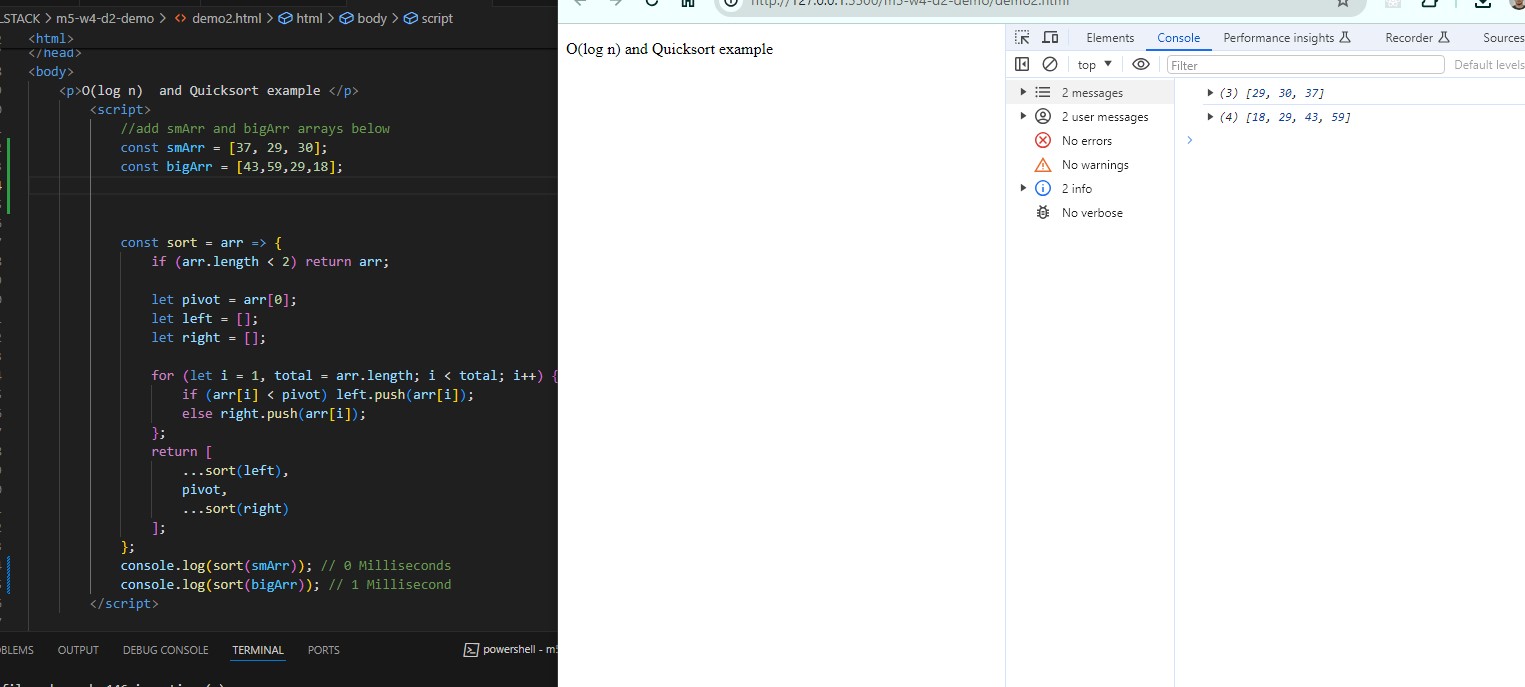 LSTACK > m5-w4-d2-demo > <> demo2.html > html > body > script
<html>
</head>
<body>
<p>O(log n)  and Quicksort example </p>
<script>
//add smArr and bigArr arrays below
const smArr = [37, 29, 30];
const bigArr = [43,59,29,18];
const sort = arr => {
if (arr.length < 2) return arr;
let pivot = arr[0];
let left = [];
let right = [];
for (let i = 1, total = arr.length; i < total; i++) {
if (arr[i] < pivot) left.push(arr[i]);
else right.push(arr[i]);
};
return [
...sort(left),
pivot,
...sort(right)
];
};
console.log(sort(smArr)); // 0 Milliseconds
console.log(sort(bigArr)); // 1 Millisecond
</script>
OBLEMS OUTPUT DEBUG CONSOLE TERMINAL PORTS powershell - m5
http://127.0.0.1:5500/m5-w4-d2-demo/demo2.html
O(log n) and Quicksort example
Elements Console Performance insights Recorder Sources
top Filter Default levels
2 messages
2 user messages
No errors
No warnings
2 info
No verbose
(3) [29, 30, 37]
(4) [18, 29, 43, 59]